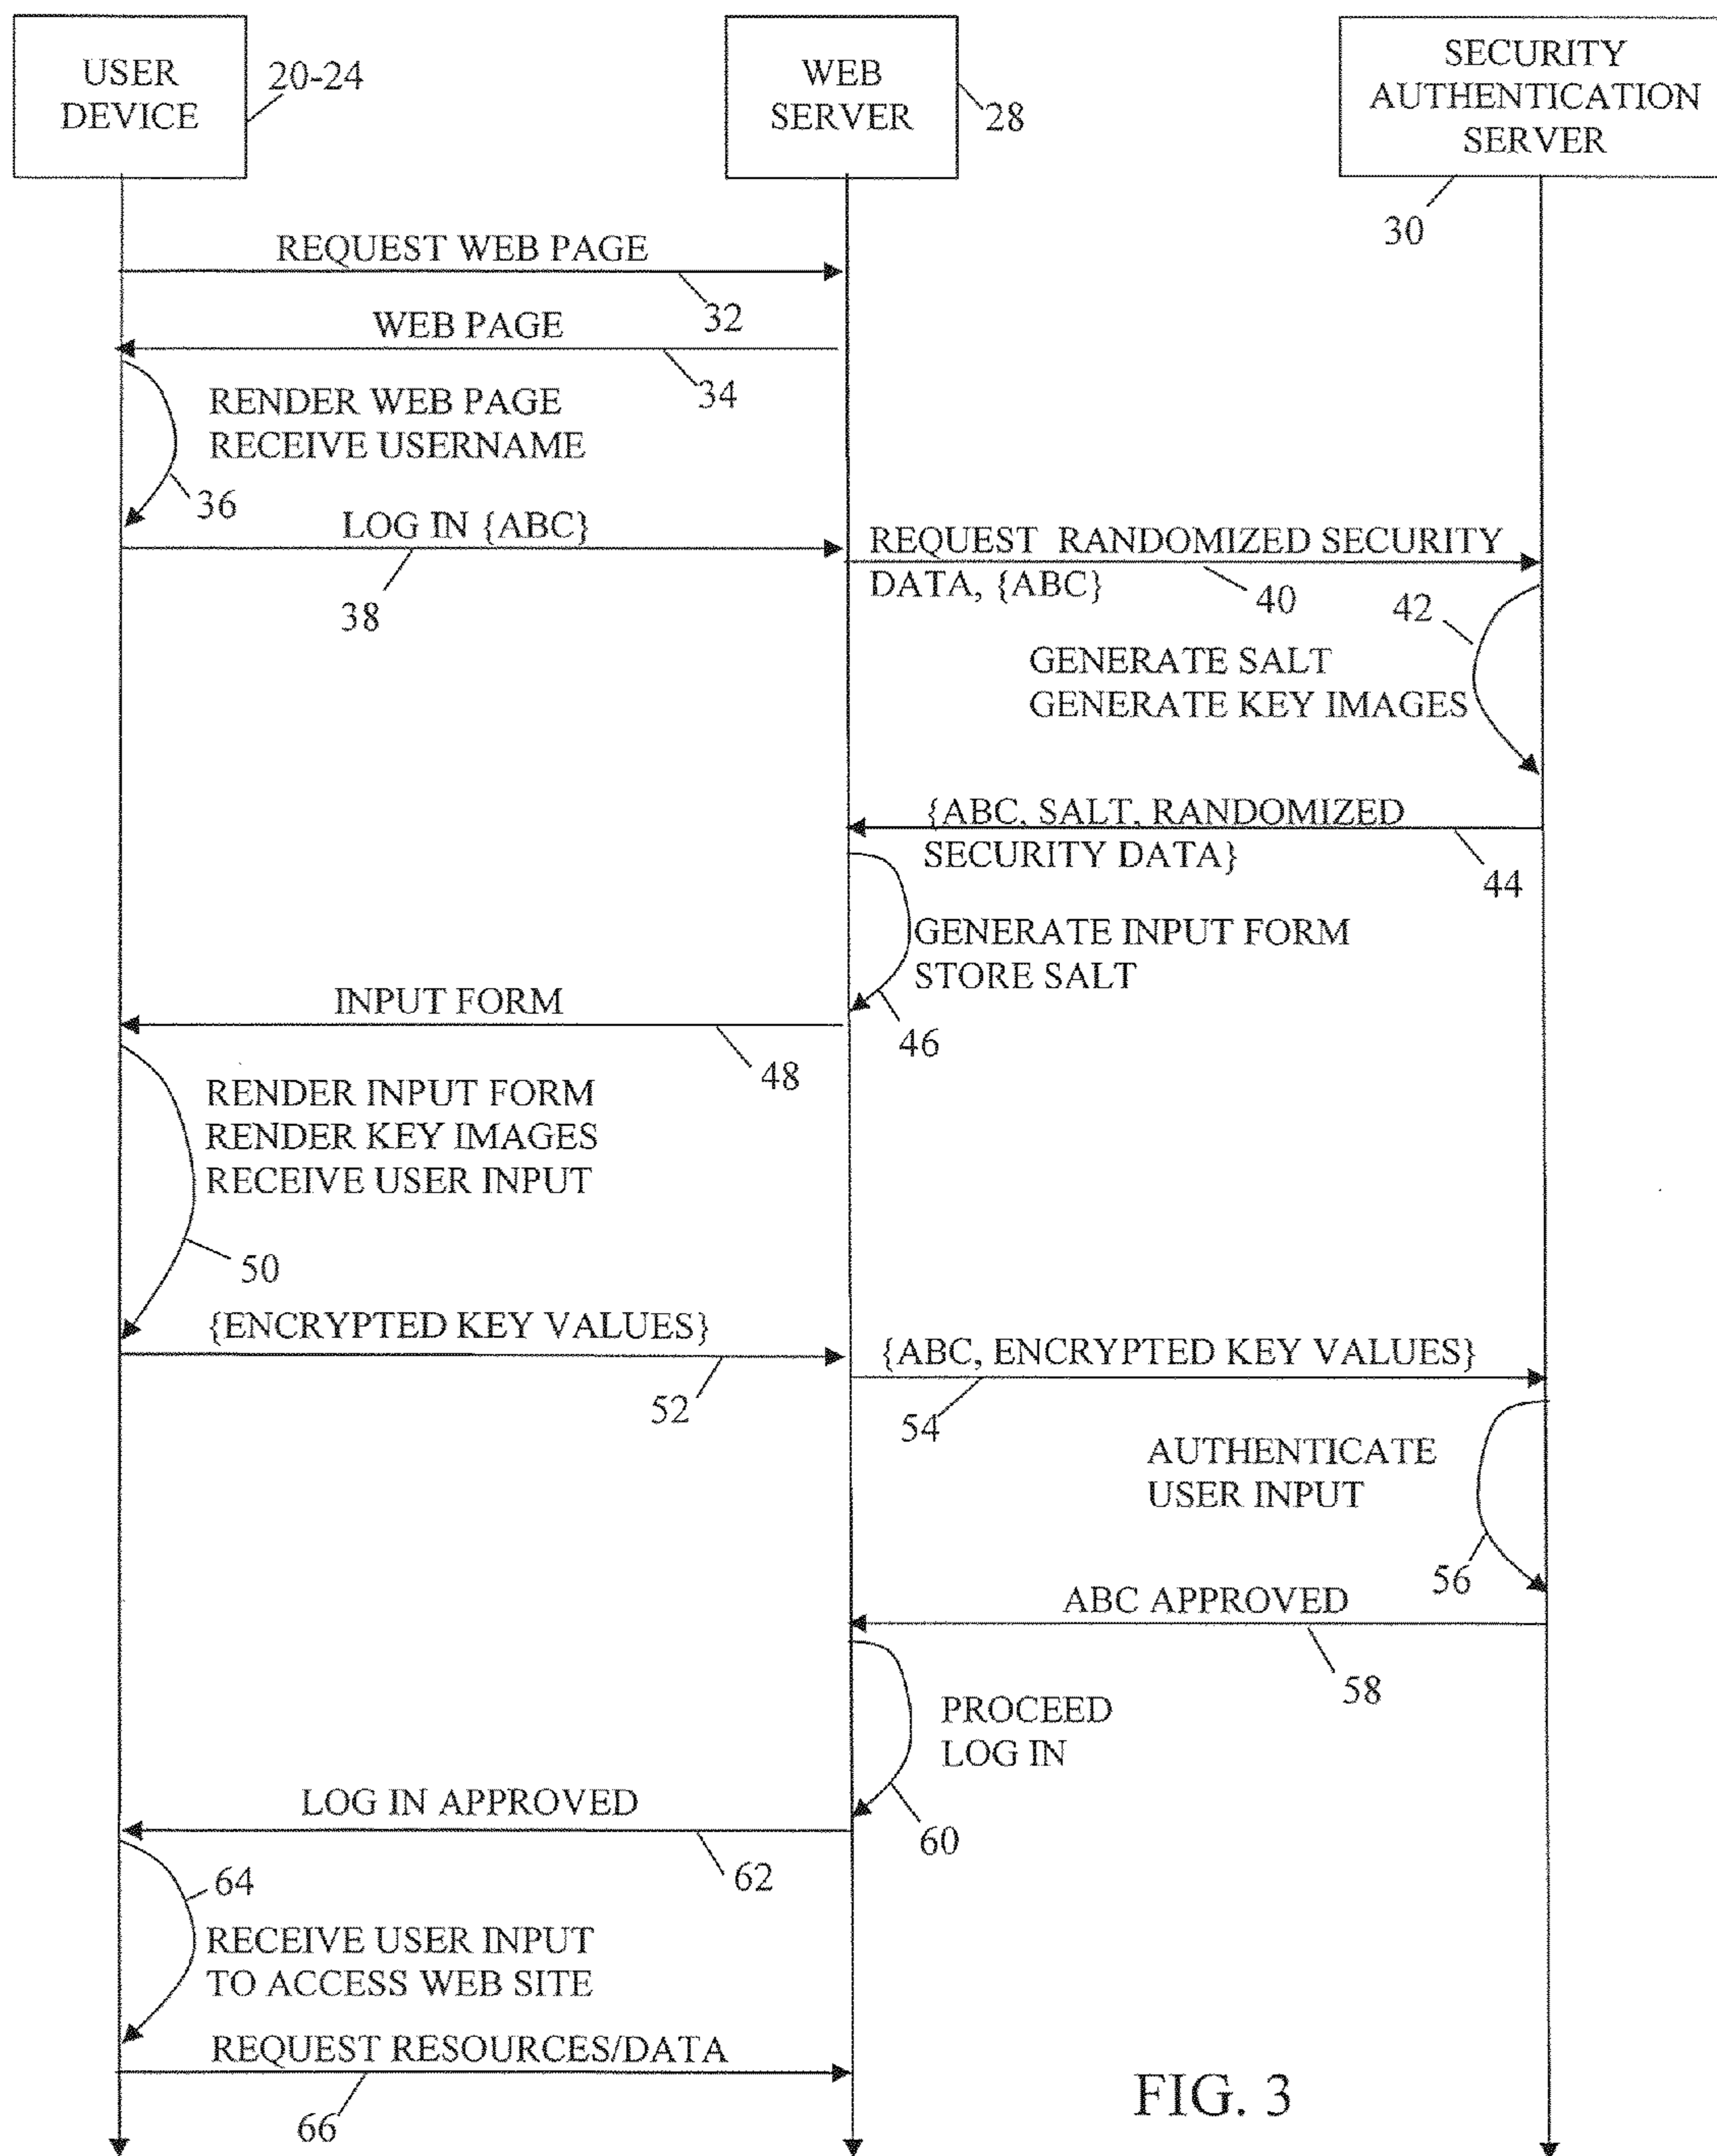 USER
DEVICE
20-24
WEB
SERVER
28
SECURITY
AUTHENTICATION
SERVER
30
REQUEST WEB PAGE
32
WEB PAGE
34
RENDER WEB PAGE
RECEIVE USERNAME
36
LOG IN {ABC}
38
REQUEST RANDOMIZED SECURITY
DATA, {ABC}
40
42
GENERATE SALT
GENERATE KEY IMAGES
{ABC, SALT, RANDOMIZED
SECURITY DATA}
44
GENERATE INPUT FORM
STORE SALT
46
INPUT FORM
48
RENDER INPUT FORM
RENDER KEY IMAGES
RECEIVE USER INPUT
50
{ENCRYPTED KEY VALUES}
52
{ABC, ENCRYPTED KEY VALUES}
54
AUTHENTICATE
USER INPUT
56
ABC APPROVED
58
PROCEED
LOG IN
60
LOG IN APPROVED
62
64
RECEIVE USER INPUT
TO ACCESS WEB SITE
REQUEST RESOURCES/DATA
66
FIG. 3